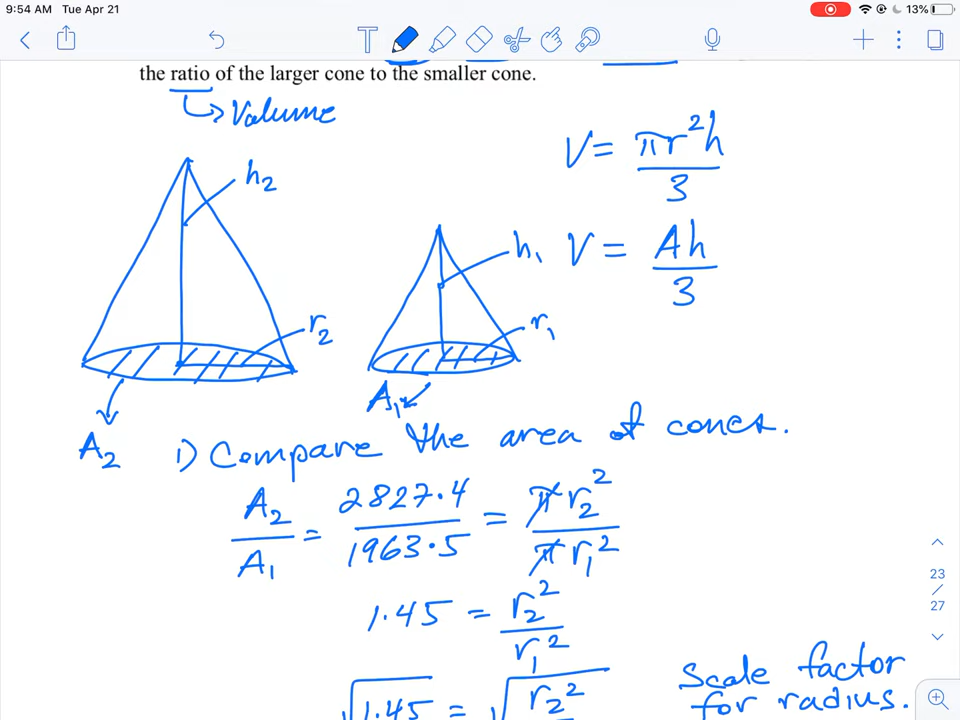 9:54 AM Tue Apr 21
13%
T
the ratio of the larger cone to the smaller cone.
Volume
V = πr²h / 3
h₂
h₁
V = Ah / 3
r₂
r₁
A₁
A₂
1) Compare the area of cones.
A₂ / A₁ = 2827.4 / 1963.5 = πr₂² / πr₁²
1.45 = r₂² / r₁²
√1.45 = √r₂²
Scale factor
for radius.
23
/
27